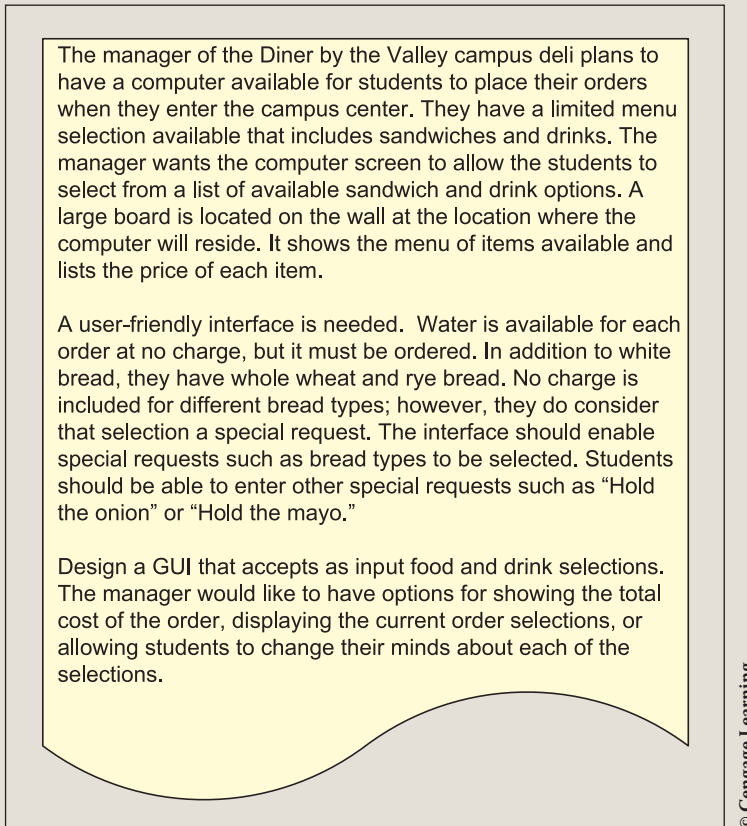 The manager of the Diner by the Valley campus deli plans to
have a computer available for students to place their orders
when they enter the campus center. They have a limited menu
selection available that includes sandwiches and drinks. The
manager wants the computer screen to allow the students to
select from a list of available sandwich and drink options. A
large board is located on the wall at the location where the
computer will reside. It shows the menu of items available and
lists the price of each item.
A user-friendly interface is needed.  Water is available for each
order at no charge, but it must be ordered. In addition to white
bread, they have whole wheat and rye bread. No charge is
included for different bread types; however, they do consider
that selection a special request. The interface should enable
special requests such as bread types to be selected. Students
should be able to enter other special requests such as “Hold
the onion” or “Hold the mayo.”
Design a GUI that accepts as input food and drink selections.
The manager would like to have options for showing the total
cost of the order, displaying the current order selections, or
allowing students to change their minds about each of the
selections.
© Cengage Learning